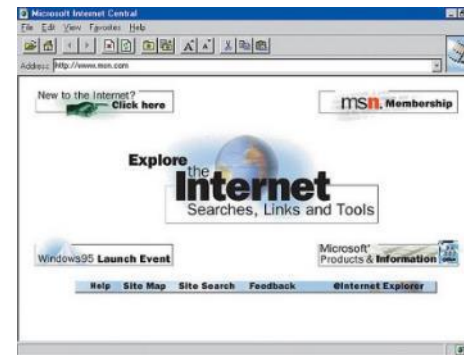 Microsoft Internet Central
File Edit View Favorites Help
Address: http://www.msn.com
New to the Internet?
Click here
msn. Membership
Explore
the
Internet
Searches, Links and Tools
Windows95 Launch Event
Microsoft®
Products & Information
Help Site Map Site Search Feedback eInternet Explorer